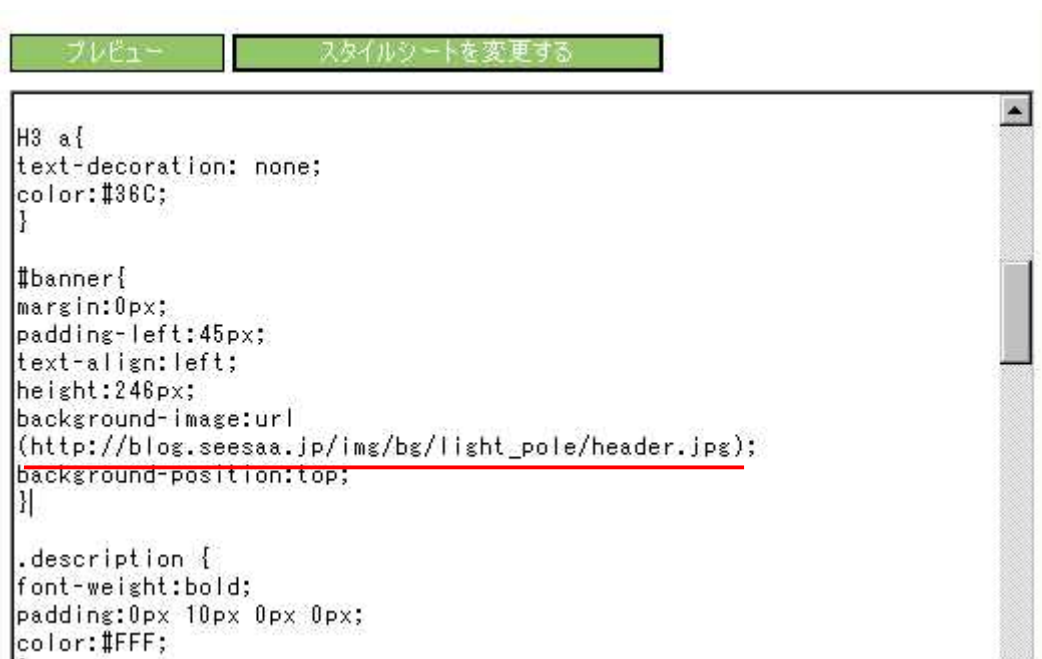 プレビュー
スタイルシートを変更する
H3 a{
text-decoration: none;
color:#36C;
}
#banner{
margin:0px;
padding-left:45px;
text-align:left;
height:246px;
background-image:url
(http://blog.seesaa.jp/img/bg/light_pole/header.jpg);
background-position:top;
}
.description {
font-weight:bold;
padding:0px 10px 0px 0px;
color:#FFF;